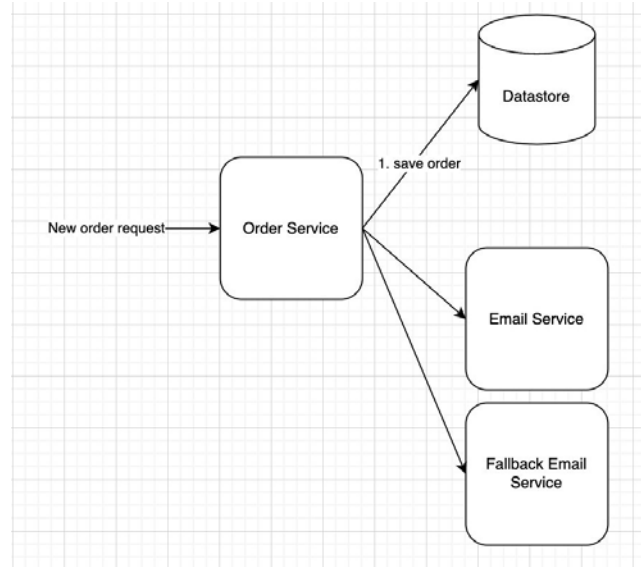 Datastore
1. save order
New order request
Order Service
Email Service
Fallback Email
Service